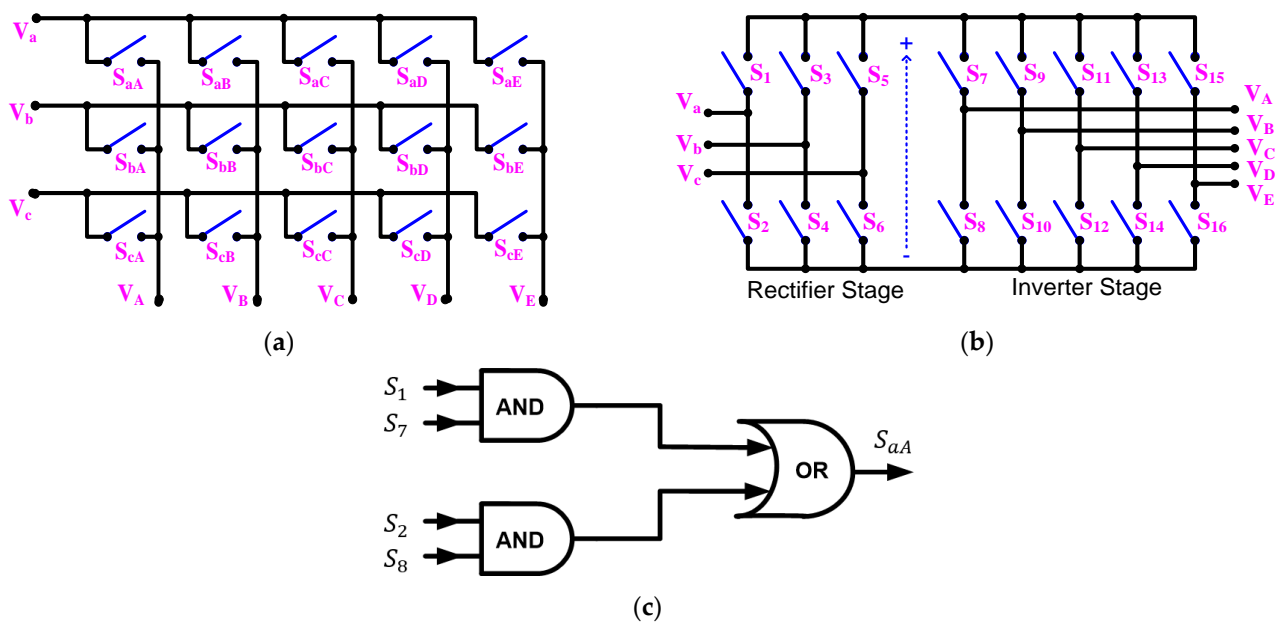 Va
SaA SaB SaC SaD SaE
Vb
SbA SbB SbC SbD SbE
Vc
ScA ScB ScC ScD ScE
VA VB VC VD VE
(a)
+
S1 S3 S5 S7 S9 S11 S13 S15
Va
Vb
Vc
VA
VB
VC
VD
VE
S2 S4 S6 S8 S10 S12 S14 S16
-
Rectifier Stage Inverter Stage
(b)
S1
S7
AND
S2
S8
AND
OR
SaA
(c)